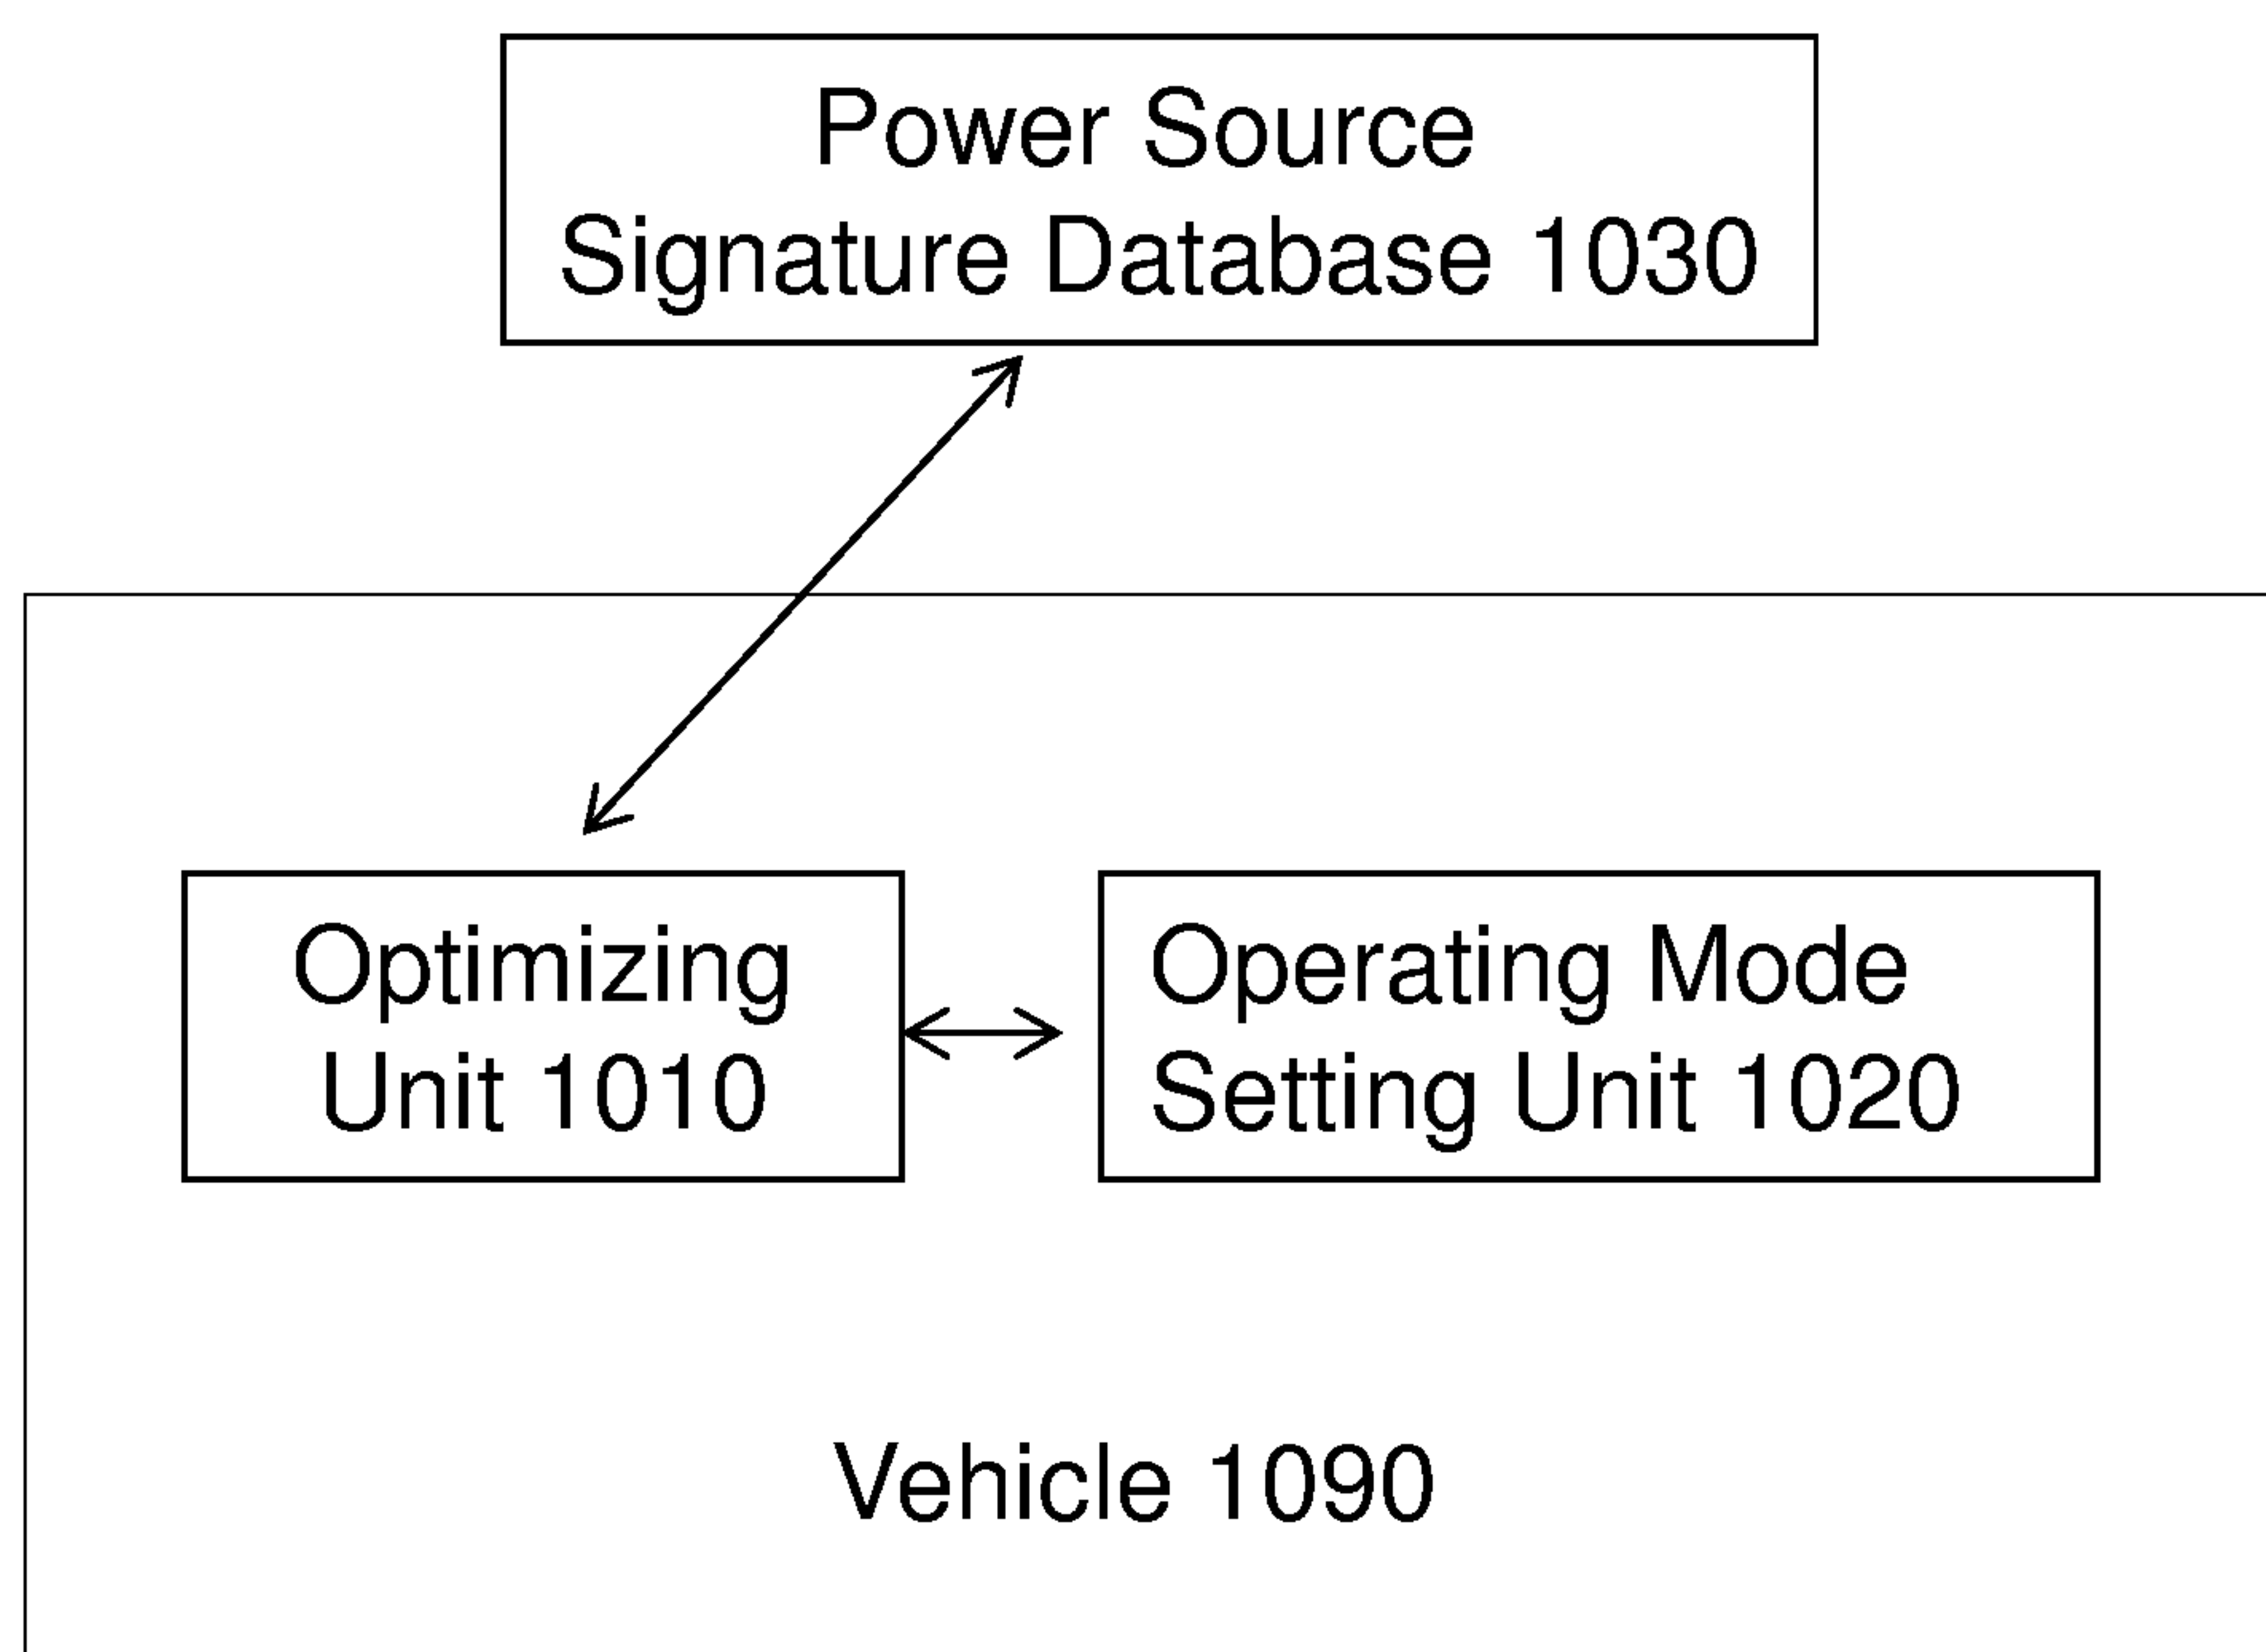 Power Source
Signature Database 1030
Optimizing
Unit 1010
Operating Mode
Setting Unit 1020
Vehicle 1090